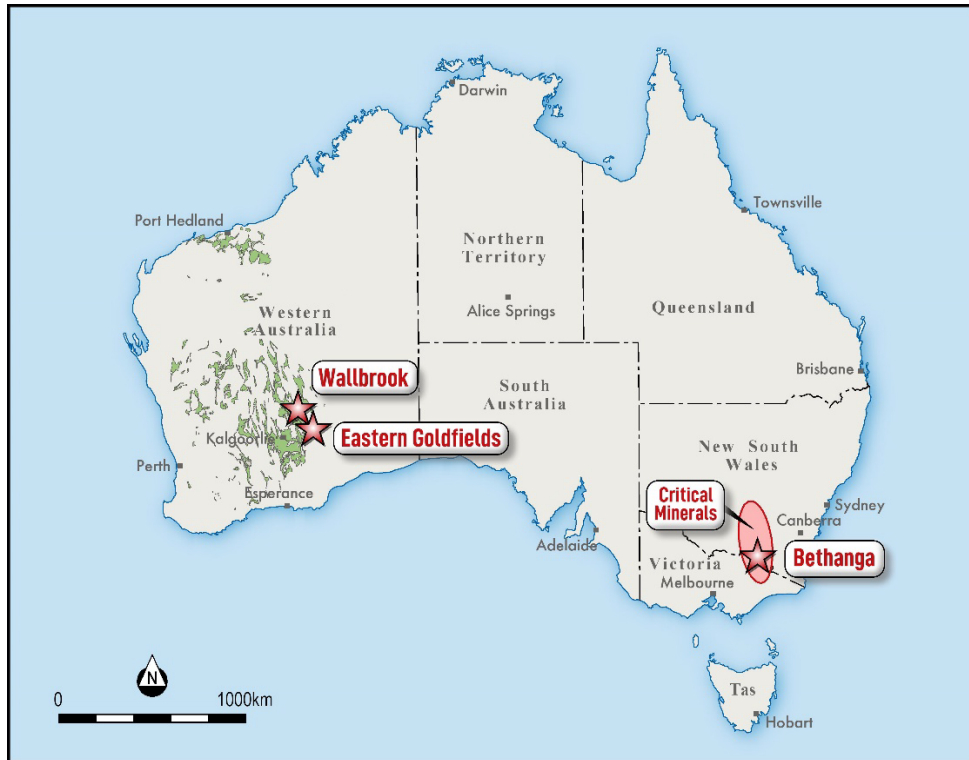 Darwin
Townsville
Port Hedland
Northern
Territory
Alice Springs
Queensland
Western
Australia
Wallbrook
Brisbane
South
Australia
Kalgoorlie
Eastern Goldfields
New South
Wales
Perth
Esperance
Critical
Minerals
Sydney
Canberra
Adelaide
Victoria
Bethanga
Melbourne
N
0 1000km
Tas
Hobart